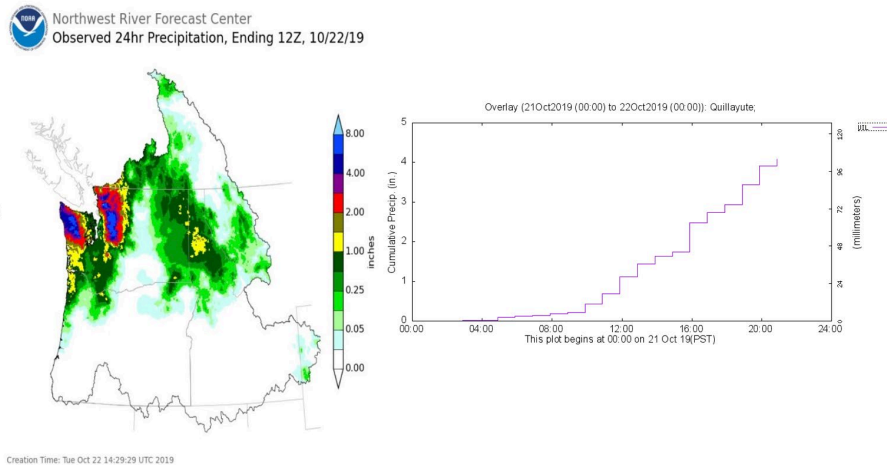 NOAA
Northwest River Forecast Center
Observed 24hr Precipitation, Ending 12Z, 10/22/19
8.00
4.00
2.00
1.00
0.25
0.05
0.00
inches
Creation Time: Tue Oct 22 14:29:29 UTC 2019
Overlay (21Oct2019 (00:00) to 22Oct2019 (00:00)): Quillayute;
Cumulative Precip. (in.)
5
4
3
2
1
0
00:00 04:00 08:00 12:00 16:00 20:00 24:00
This plot begins at 00:00 on 21 Oct 19(PST)
120
96
72
48
24
0
(millimeters)